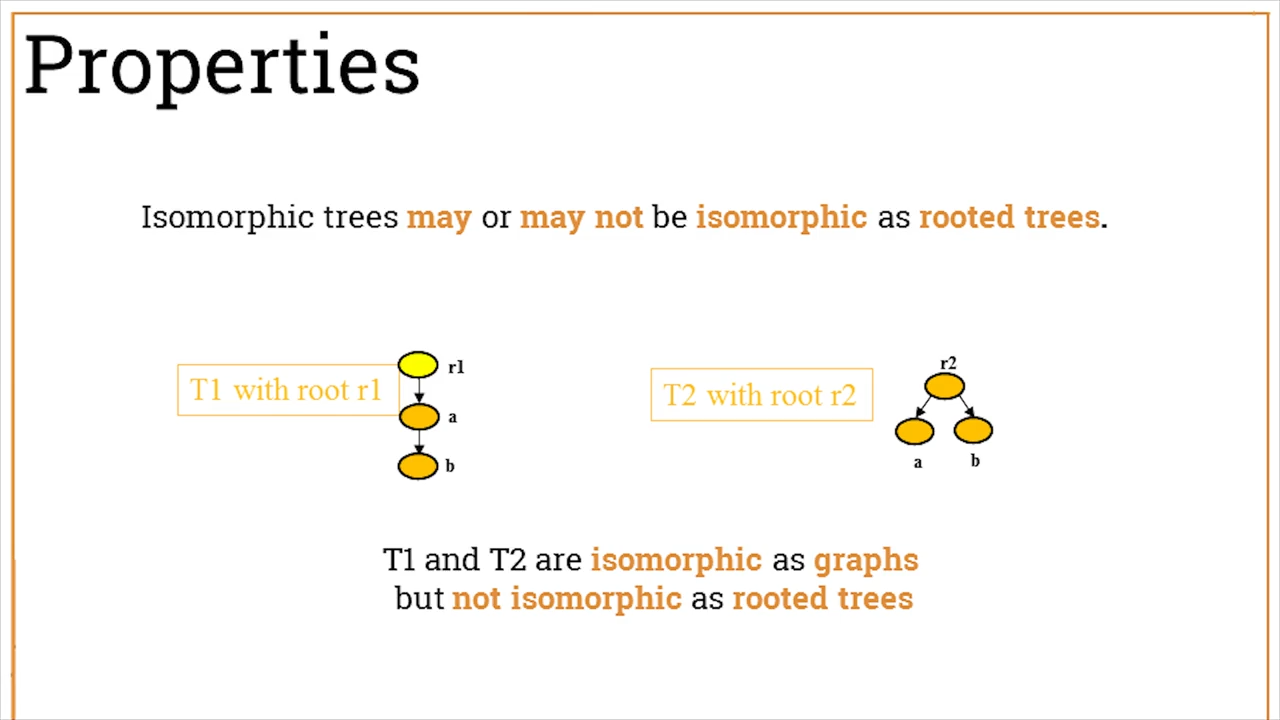 Properties
Isomorphic trees may or may not be isomorphic as rooted trees.
T1 with root r1
r1
a
b
T2 with root r2
r2
a
b
T1 and T2 are isomorphic as graphs
but not isomorphic as rooted trees